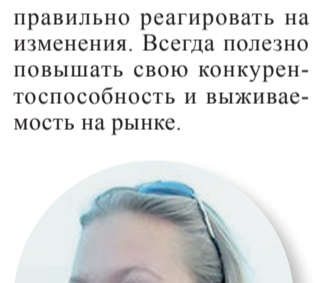 правильно реагировать на
изменения. Всегда полезно
повышать свою конкурен-
тоспособность и выживае-
мость на рынке.